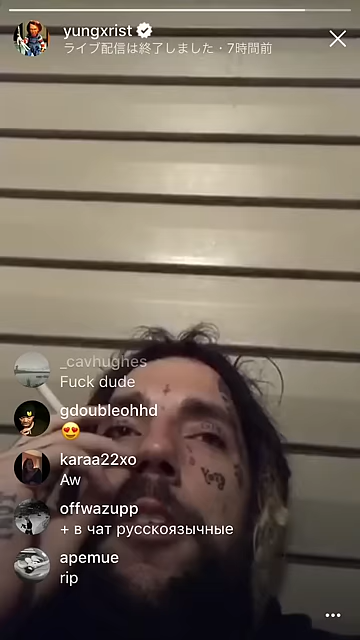 yungxrist
ライブ配信は終了しました・7時間前
_cavhughes
Fuck dude
gdoubleohhd
karaa22xo
Aw
offwazupp
+ в чат русскоязычные
apemue
rip